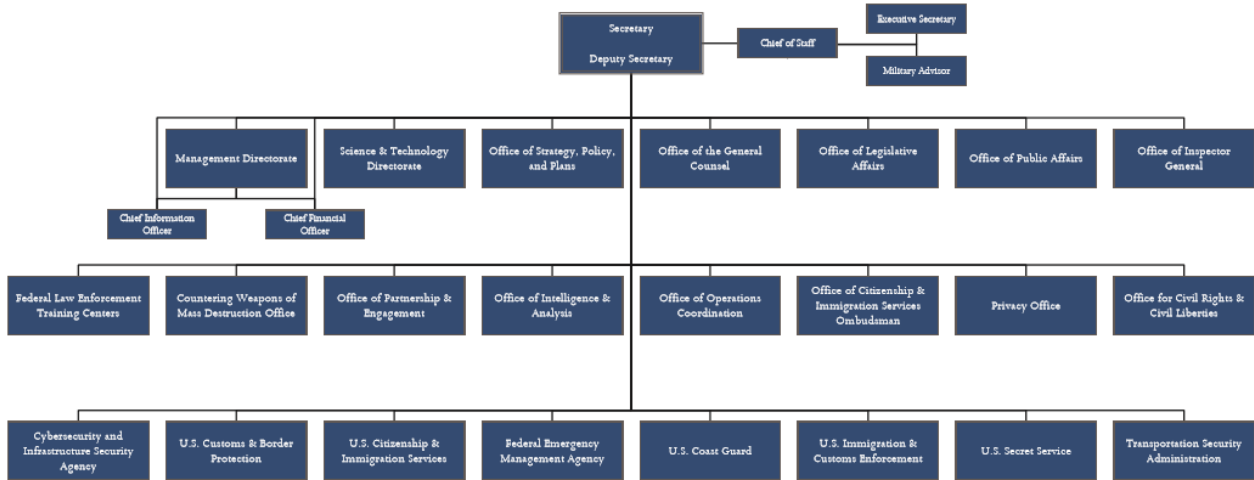 Secretary
Deputy Secretary
Chief of Staff
Executive Secretary
Military Advisor
Management Directorate
Science & Technology
Directorate
Office of Strategy, Policy,
and Plans
Office of the General
Counsel
Office of Legislative
Affairs
Office of Public Affairs
Office of Inspector
General
Chief Information
Officer
Chief Financial
Officer
Federal Law Enforcement
Training Centers
Countering Weapons of
Mass Destruction Office
Office of Partnership &
Engagement
Office of Intelligence &
Analysis
Office of Operations
Coordination
Office of Citizenship &
Immigration Services
Ombudsman
Privacy Office
Office for Civil Rights &
Civil Liberties
Cybersecurity and
Infrastructure Security
Agency
U.S. Customs & Border
Protection
U.S. Citizenship &
Immigration Services
Federal Emergency
Management Agency
U.S. Coast Guard
U.S. Immigration &
Customs Enforcement
U.S. Secret Service
Transportation Security
Administration